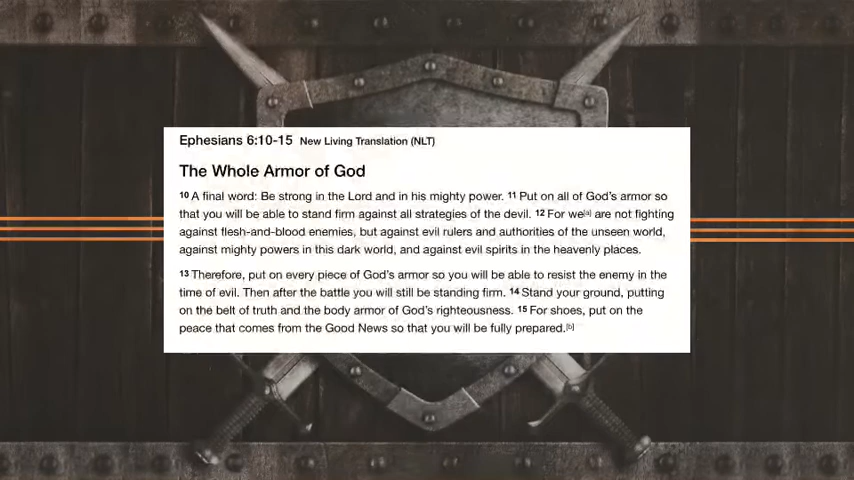 Ephesians 6:10-15 New Living Translation (NLT)
The Whole Armor of God
10 A final word: Be strong in the Lord and in his mighty power. 11 Put on all of God's armor so
that you will be able to stand firm against all strategies of the devil. 12 For we[a] are not fighting
against flesh-and-blood enemies, but against evil rulers and authorities of the unseen world,
against mighty powers in this dark world, and against evil spirits in the heavenly places.
13 Therefore, put on every piece of God's armor so you will be able to resist the enemy in the
time of evil. Then after the battle you will still be standing firm. 14 Stand your ground, putting
on the belt of truth and the body armor of God's righteousness. 15 For shoes, put on the
peace that comes from the Good News so that you will be fully prepared.[b]